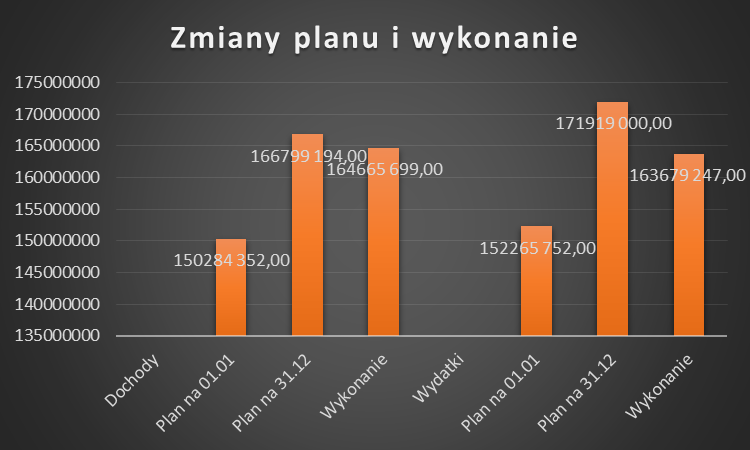 Zmiany planu i wykonanie
175000000
170000000
165000000
160000000
155000000
150000000
145000000
140000000
135000000
150284 352,00
166799 194,00
164665 699,00
152265 752,00
171919 000,00
163679 247,00
Dochody
Plan na 01.01
Plan na 31.12
Wykonanie
Wydatki
Plan na 01.01
Plan na 31.12
Wykonanie